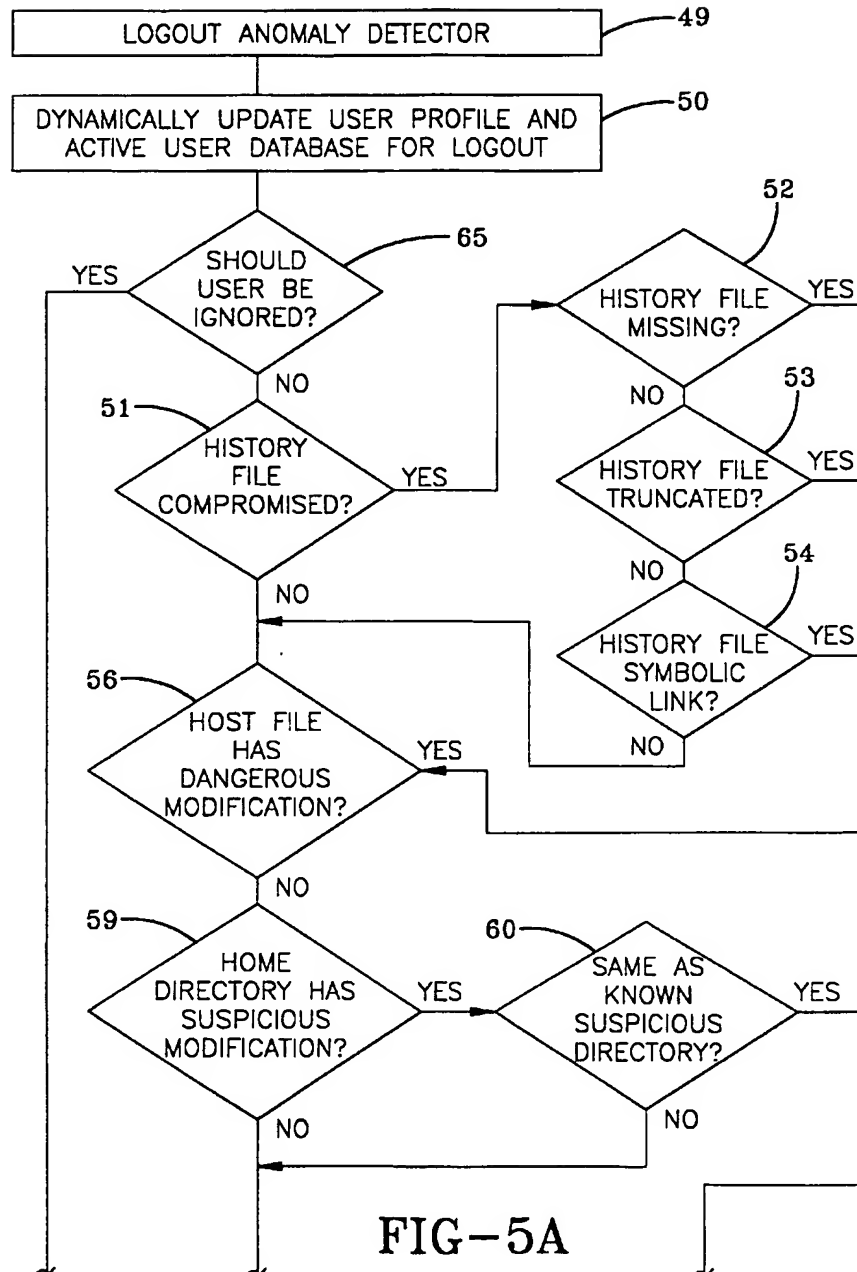 LOGOUT ANOMALY DETECTOR
49
DYNAMICALLY UPDATE USER PROFILE AND
ACTIVE USER DATABASE FOR LOGOUT
50
SHOULD
USER BE
IGNORED?
65
YES
NO
52
HISTORY FILE
MISSING?
YES
NO
51
HISTORY
FILE
COMPROMISED?
YES
NO
53
HISTORY FILE
TRUNCATED?
YES
NO
54
HISTORY FILE
SYMBOLIC
LINK?
YES
NO
56
HOST FILE
HAS
DANGEROUS
MODIFICATION?
YES
NO
59
HOME
DIRECTORY HAS
SUSPICIOUS
MODIFICATION?
YES
NO
60
SAME AS
KNOWN
SUSPICIOUS
DIRECTORY?
YES
NO
FIG-5A